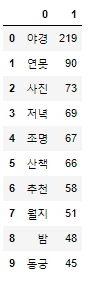 0 1
0 야경 219
1 연못 90
2 사진 73
3 저녁 69
4 조명 67
5 산책 66
6 추천 58
7 월지 51
8 밤 48
9 동궁 45